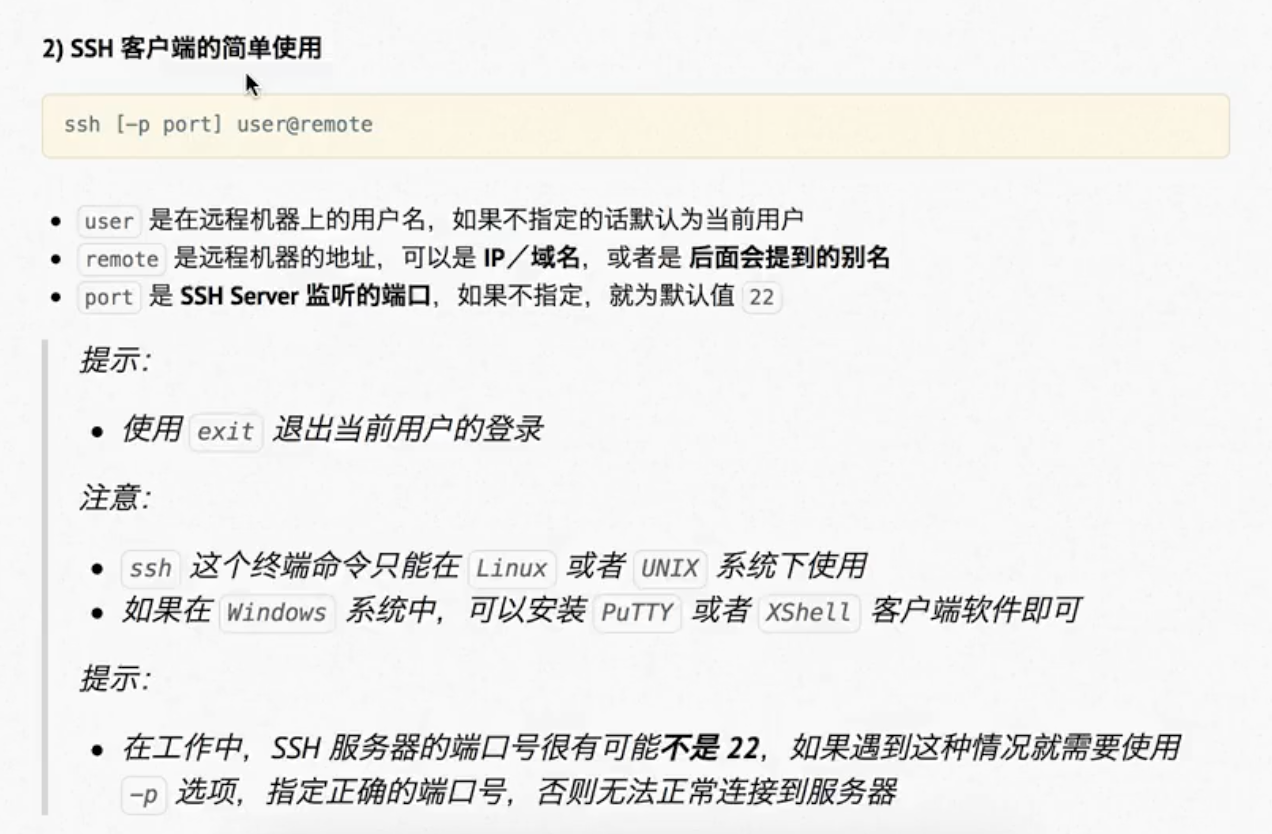 2) SSH 客户端的简单使用
ssh [-p port] user@remote
user 是在远程机器上的用户名，如果不指定的话默认为当前用户
remote 是远程机器的地址，可以是 IP／域名，或者是 后面会提到的别名
port 是 SSH Server 监听的端口，如果不指定，就为默认值 22
提示：
使用 exit 退出当前用户的登录
注意：
ssh 这个终端命令只能在 Linux 或者 UNIX 系统下使用
如果在 Windows 系统中，可以安装 PuTTY 或者 XShell 客户端软件即可
提示：
在工作中，SSH 服务器的端口号很有可能不是 22，如果遇到这种情况就需要使用
-p 选项，指定正确的端口号，否则无法正常连接到服务器